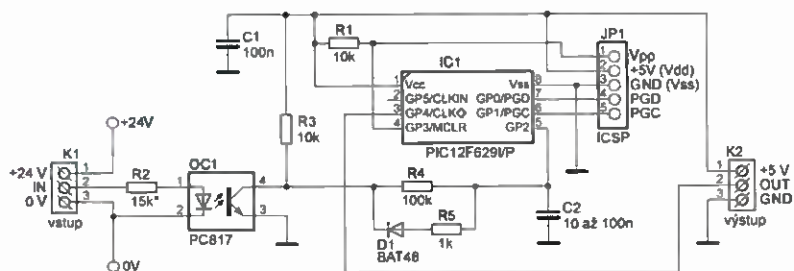 C1
100n
R1
10k
IC1
1
Vcc
Vss
8
2
GP5/CLKIN
GP0/PGD
7
3
GP4/CLKO
GP1/PGC
6
4
GP3/MCLR
GP2
5
PIC12F629I/P
JP1
1
Vpp
2
+5V (Vdd)
3
GND (Vss)
4
PGD
5
PGC
ICSP
R3
10k
+24V
K1
+24 V
1
IN
2
0 V
3
vstup
R2
15k*
OC1
1
4
2
3
PC817
0V
R4
100k
D1
BAT48
R5
1k
C2
10 až 100n
K2
1
+5 V
2
OUT
3
GND
výstup